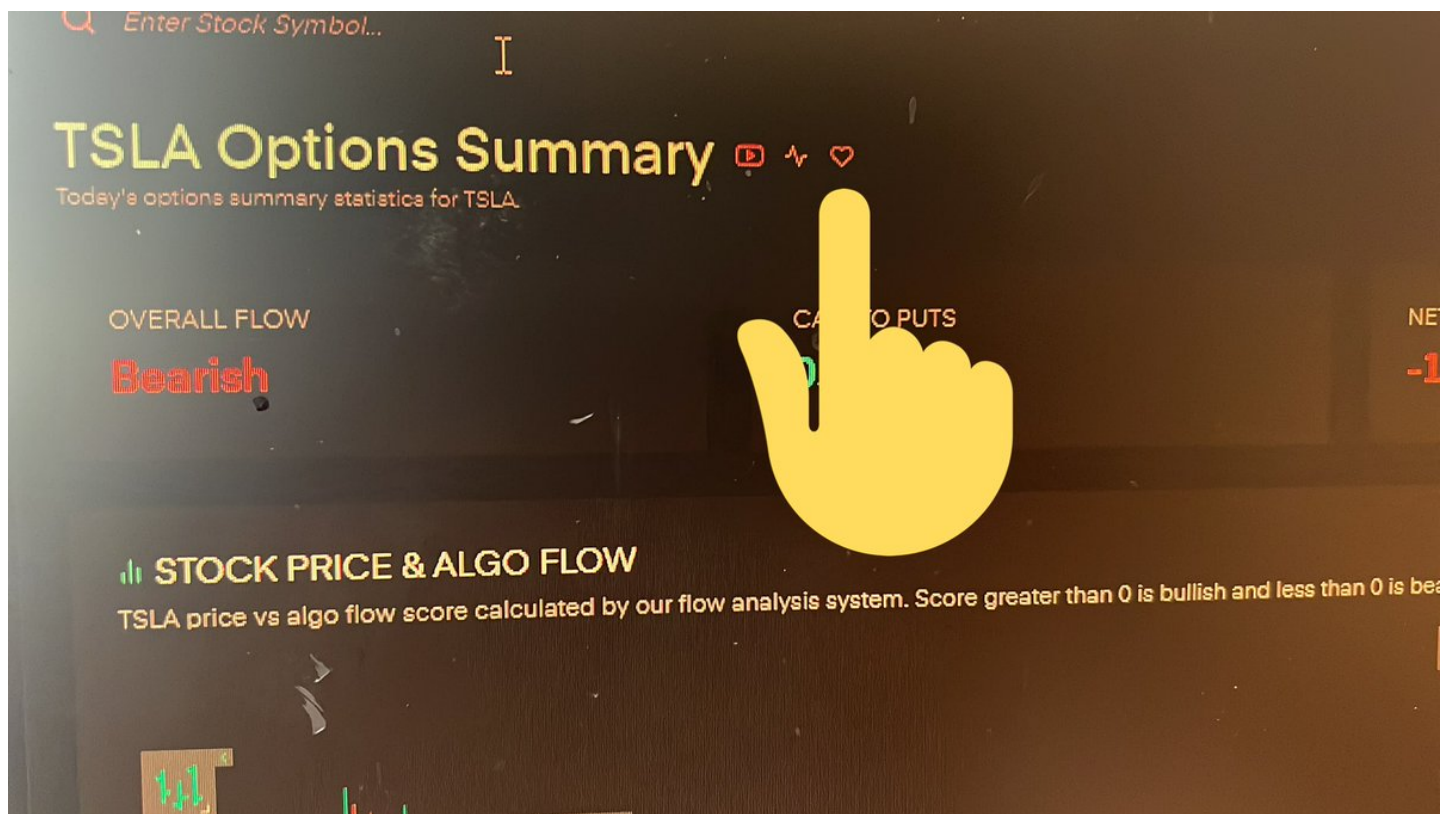 Enter Stock Symbol...
TSLA Options Summary
Today's options summary statistics for TSLA.
OVERALL FLOW
PUTS
Bearish
STOCK PRICE & ALGO FLOW
TSLA price vs algo flow score calculated by our flow analysis system. Score greater than 0 is bullish and less than 0 is